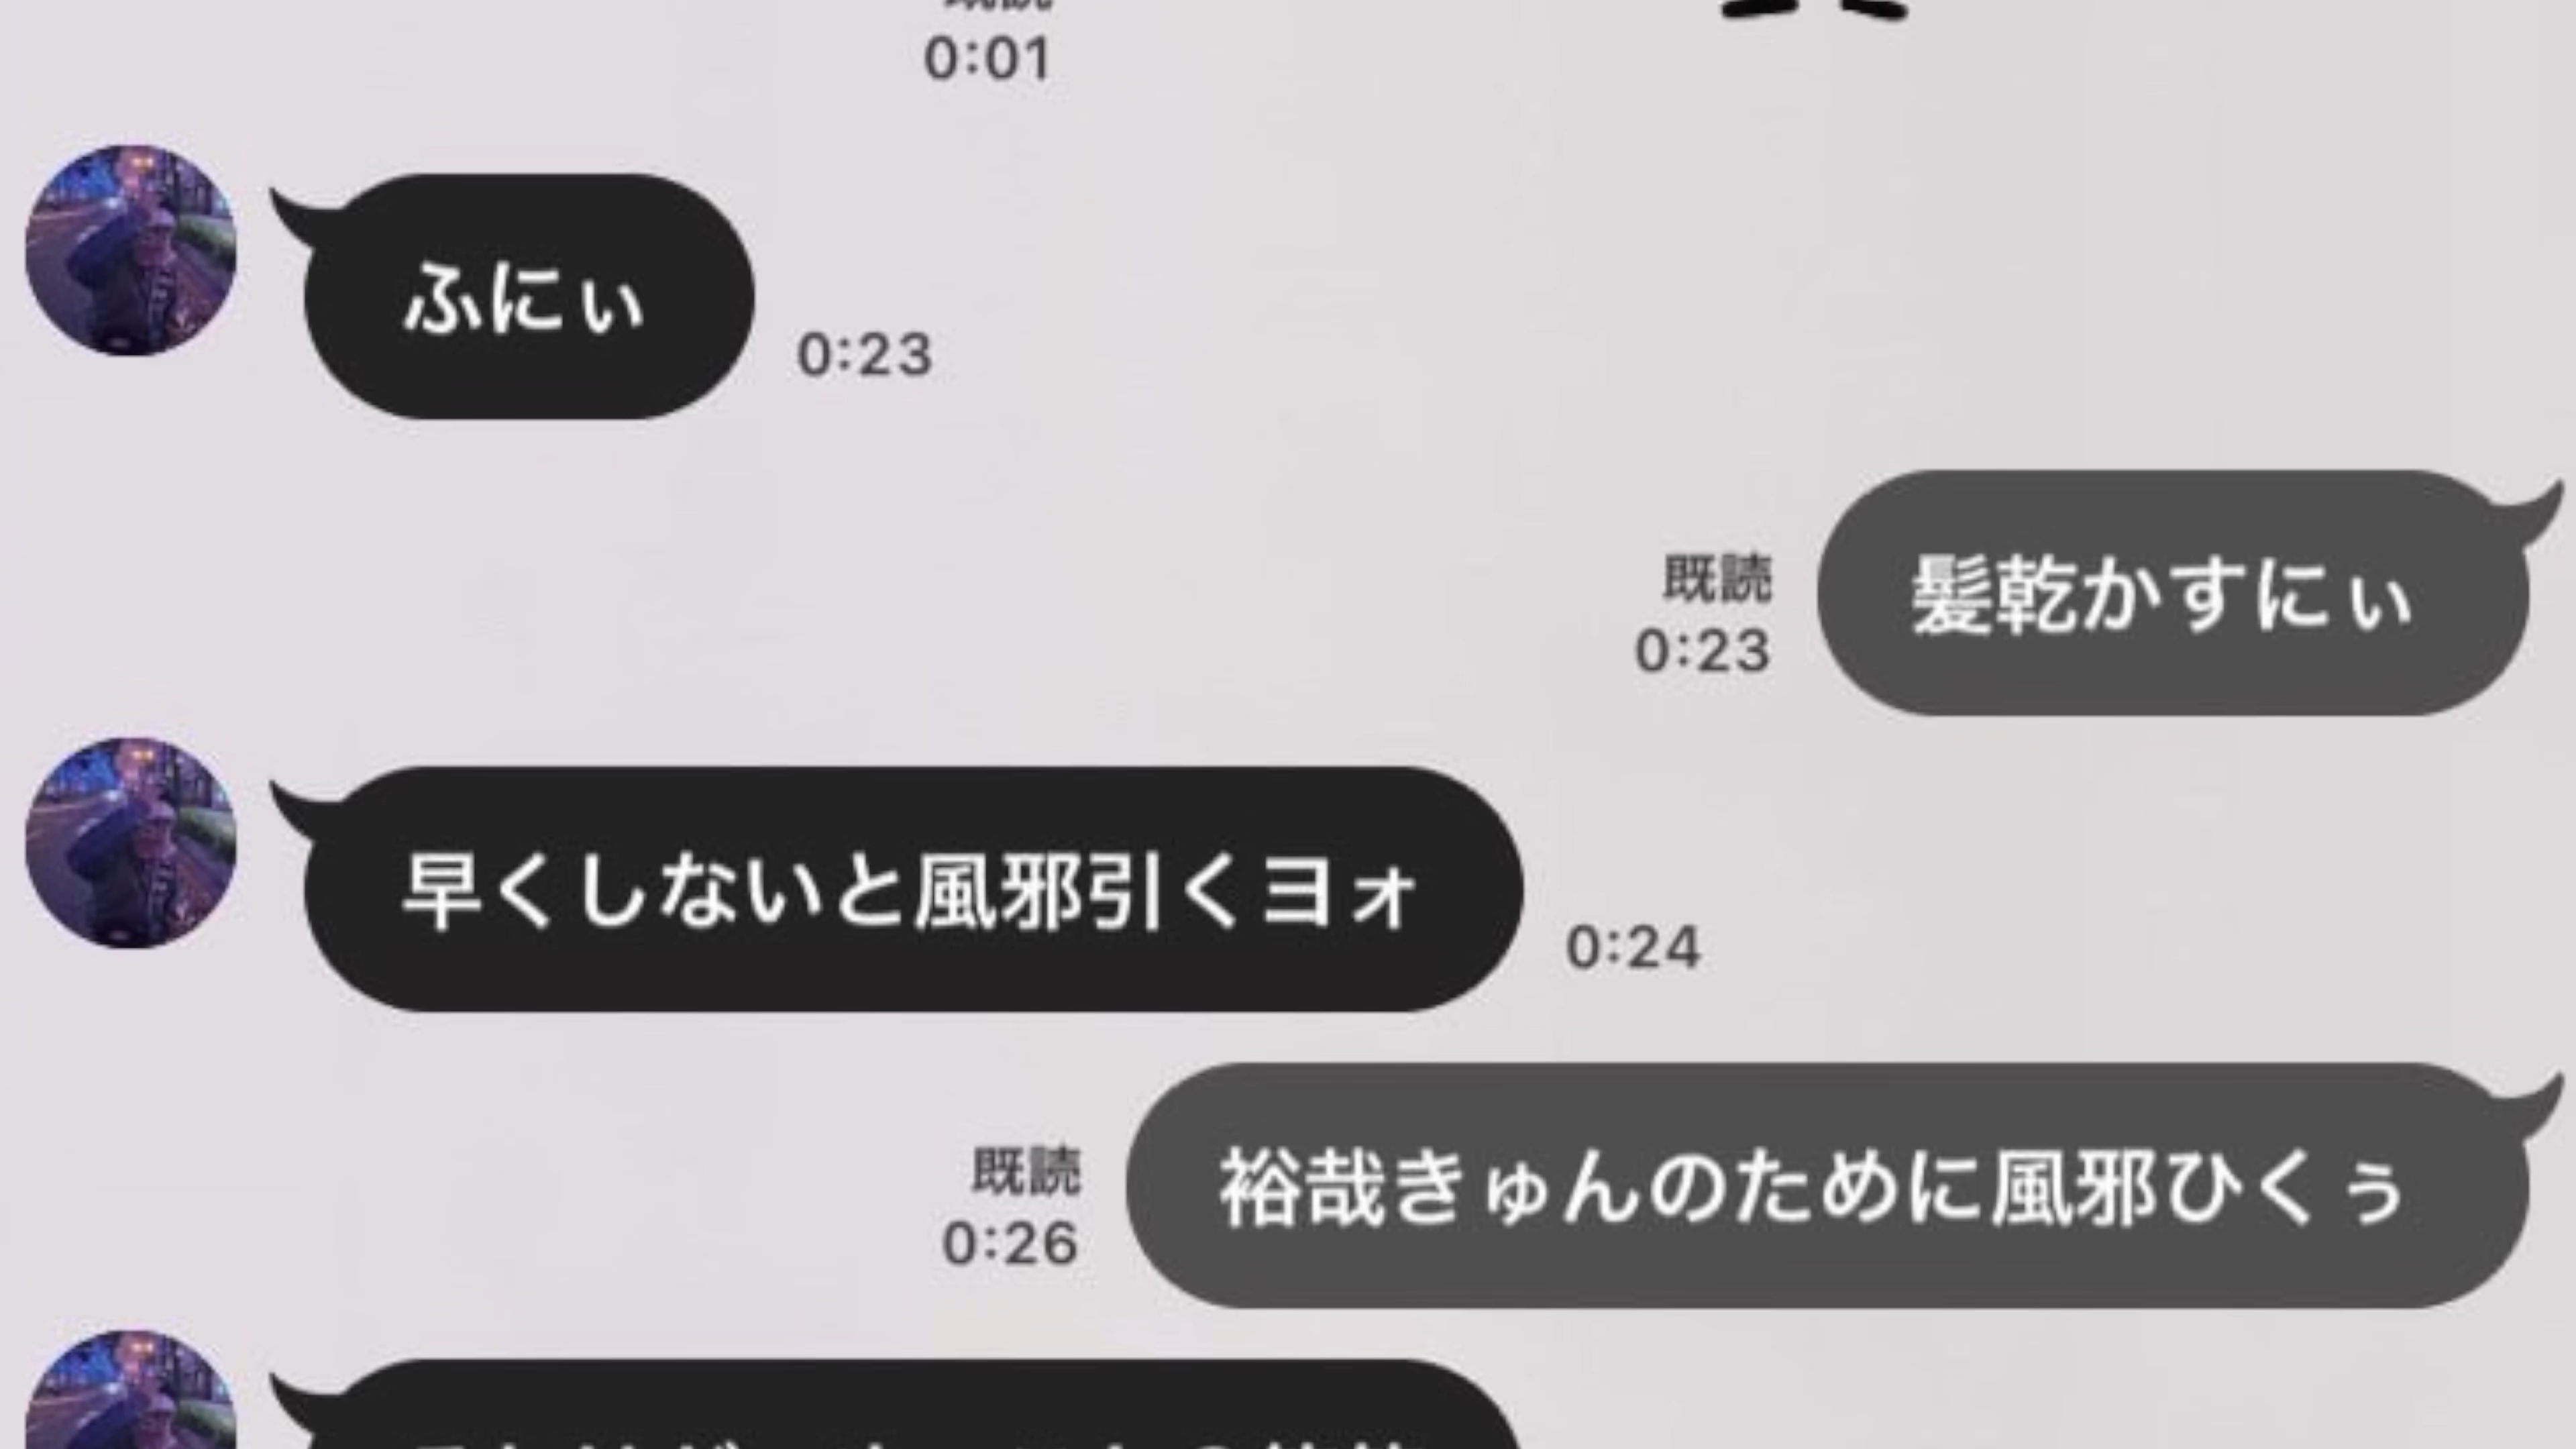 既読
0:01
ふにぃ
0:23
髪乾かすにぃ
既読
0:23
早くしないと風邪引くヨォ
0:24
裕哉きゅんのために風邪ひくぅ
既読
0:26